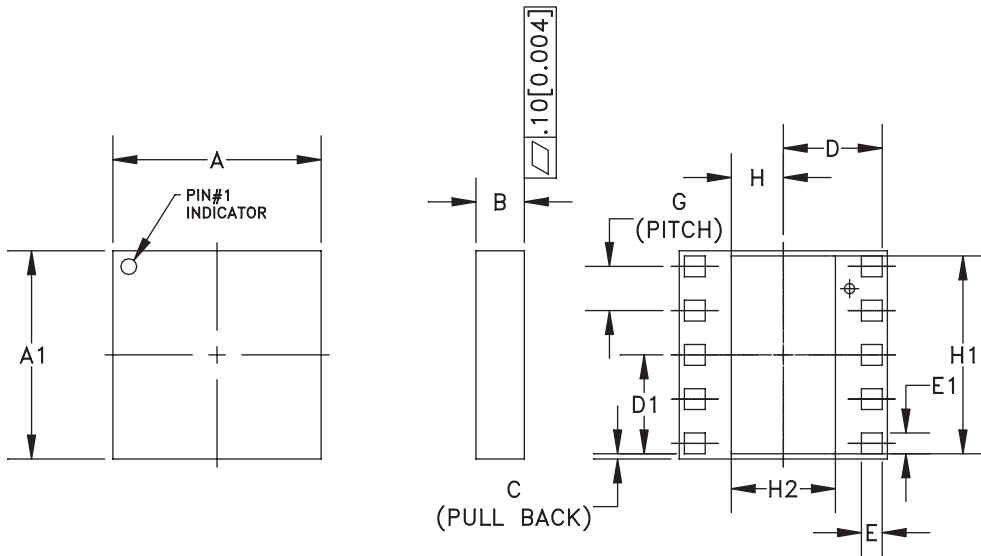 .10[0.004]
A
PIN#1
INDICATOR
A1
B
D
H
G
(PITCH)
D1
H1
E1
C
(PULL BACK)
H2
E